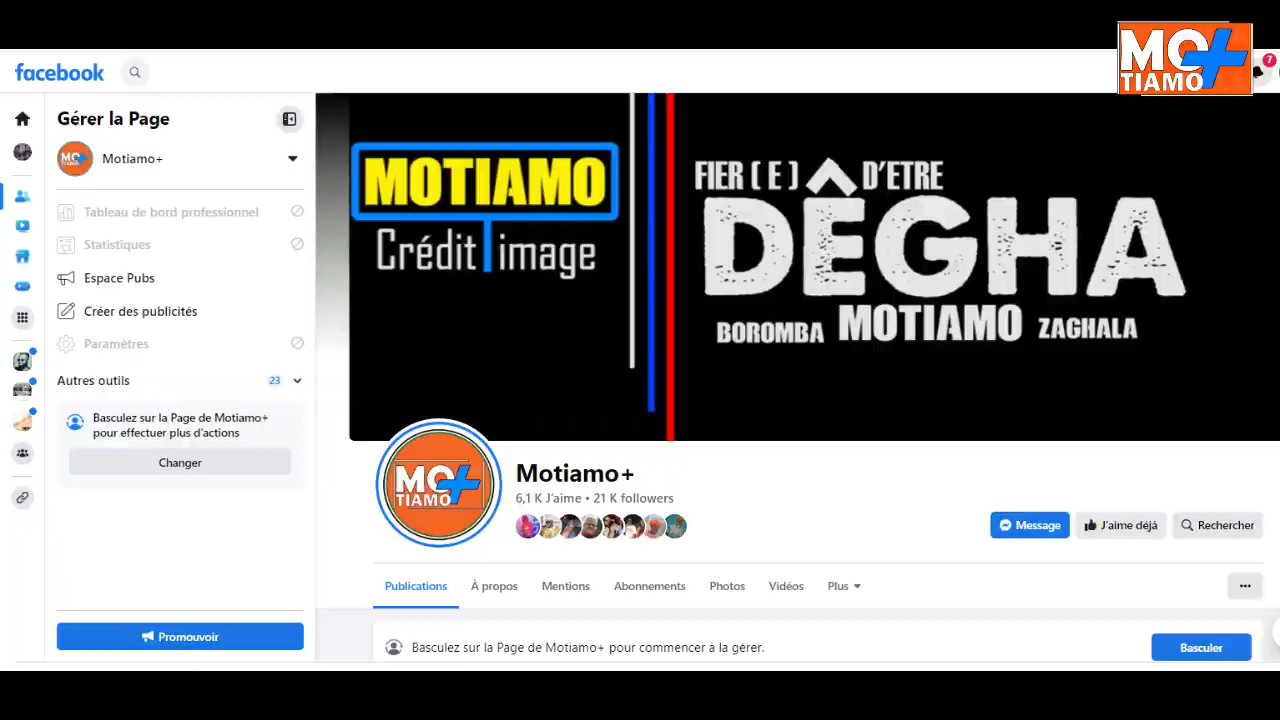 MO+
TIAMO
7
facebook
Gérer la Page
Motiamo+
Tableau de bord professionnel
Statistiques
Espace Pubs
Créer des publicités
Paramètres
Autres outils 23
Basculez sur la Page de Motiamo+
pour effectuer plus d'actions
Changer
Promouvoir
MOTIAMO
Crédit image
FIER ( E ) D'ETRE
DÊGHA
BOROMBA MOTIAMO ZAGHALA
MO+
TIAMO
Motiamo+
6,1 K J’aime • 21 K followers
Message
J’aime déjà
Rechercher
Publications À propos Mentions Abonnements Photos Vidéos Plus
Basculez sur la Page de Motiamo+ pour commencer à la gérer.
Basculer